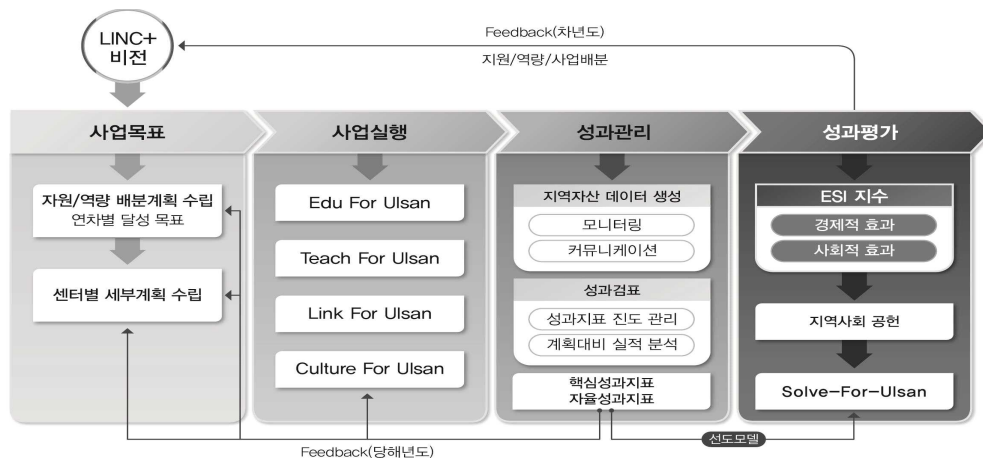 LINC+
비전
Feedback(차년도)
지원/역량/사업배분
사업목표
사업실행
성과관리
성과평가
자원/역량 배분계획 수립
연차별 달성 목표
센터별 세부계획 수립
Edu For Ulsan
Teach For Ulsan
Link For Ulsan
Culture For Ulsan
지역자산 데이터 생성
모니터링
커뮤니케이션
성과검표
성과지표 진도 관리
계획대비 실적 분석
핵심성과지표
자율성과지표
ESI 지수
경제적 효과
사회적 효과
지역사회 공헌
Solve-For-Ulsan
Feedback(당해년도)
선도모델